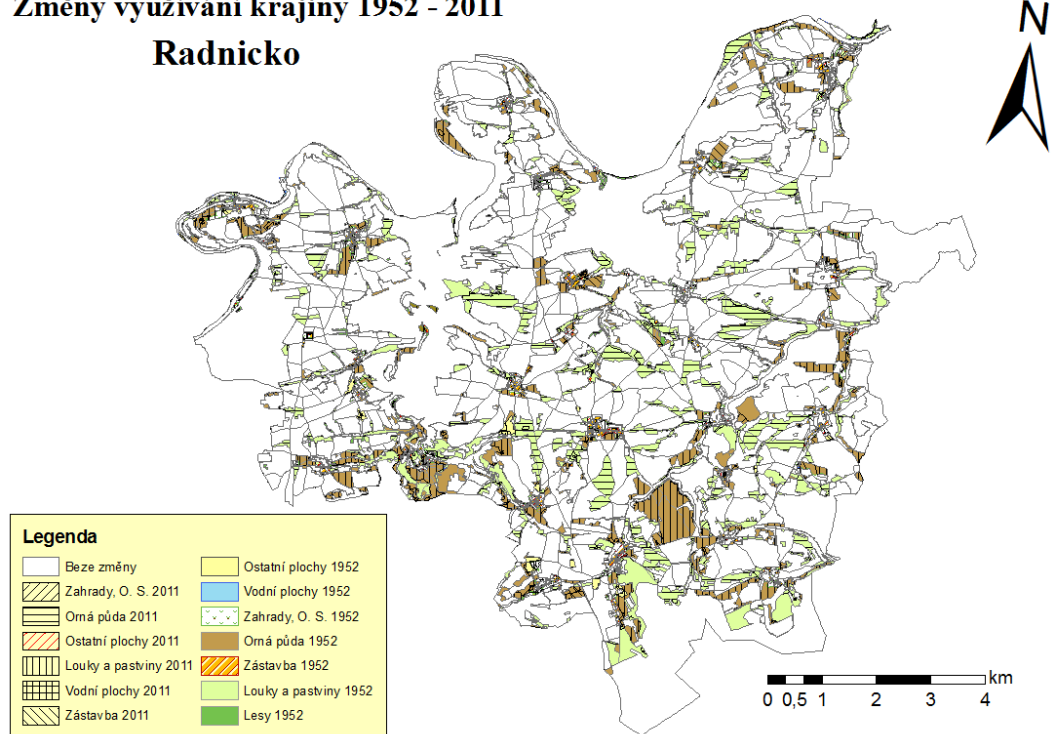 Změny využívání krajiny 1952 - 2011
Radnicko
N
Legenda
Beze změny
Zahrady, O. S. 2011
Orná půda 2011
Ostatní plochy 2011
Louky a pastviny 2011
Vodní plochy 2011
Zástavba 2011
Ostatní plochy 1952
Vodní plochy 1952
Zahrady, O. S. 1952
Orná půda 1952
Zástavba 1952
Louky a pastviny 1952
Lesy 1952
km
0 0,5 1 2 3 4